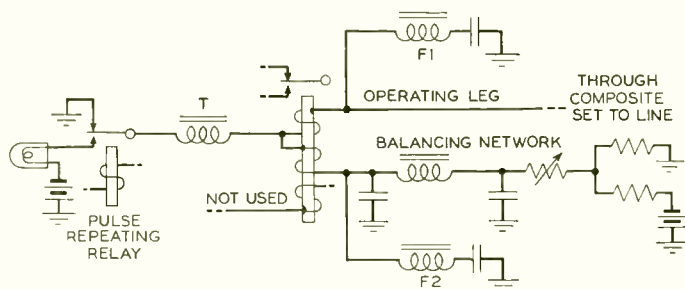 F1
T
OPERATING LEG
THROUGH
COMPOSITE
SET TO LINE
BALANCING NETWORK
NOT USED
PULSE
REPEATING
RELAY
F2